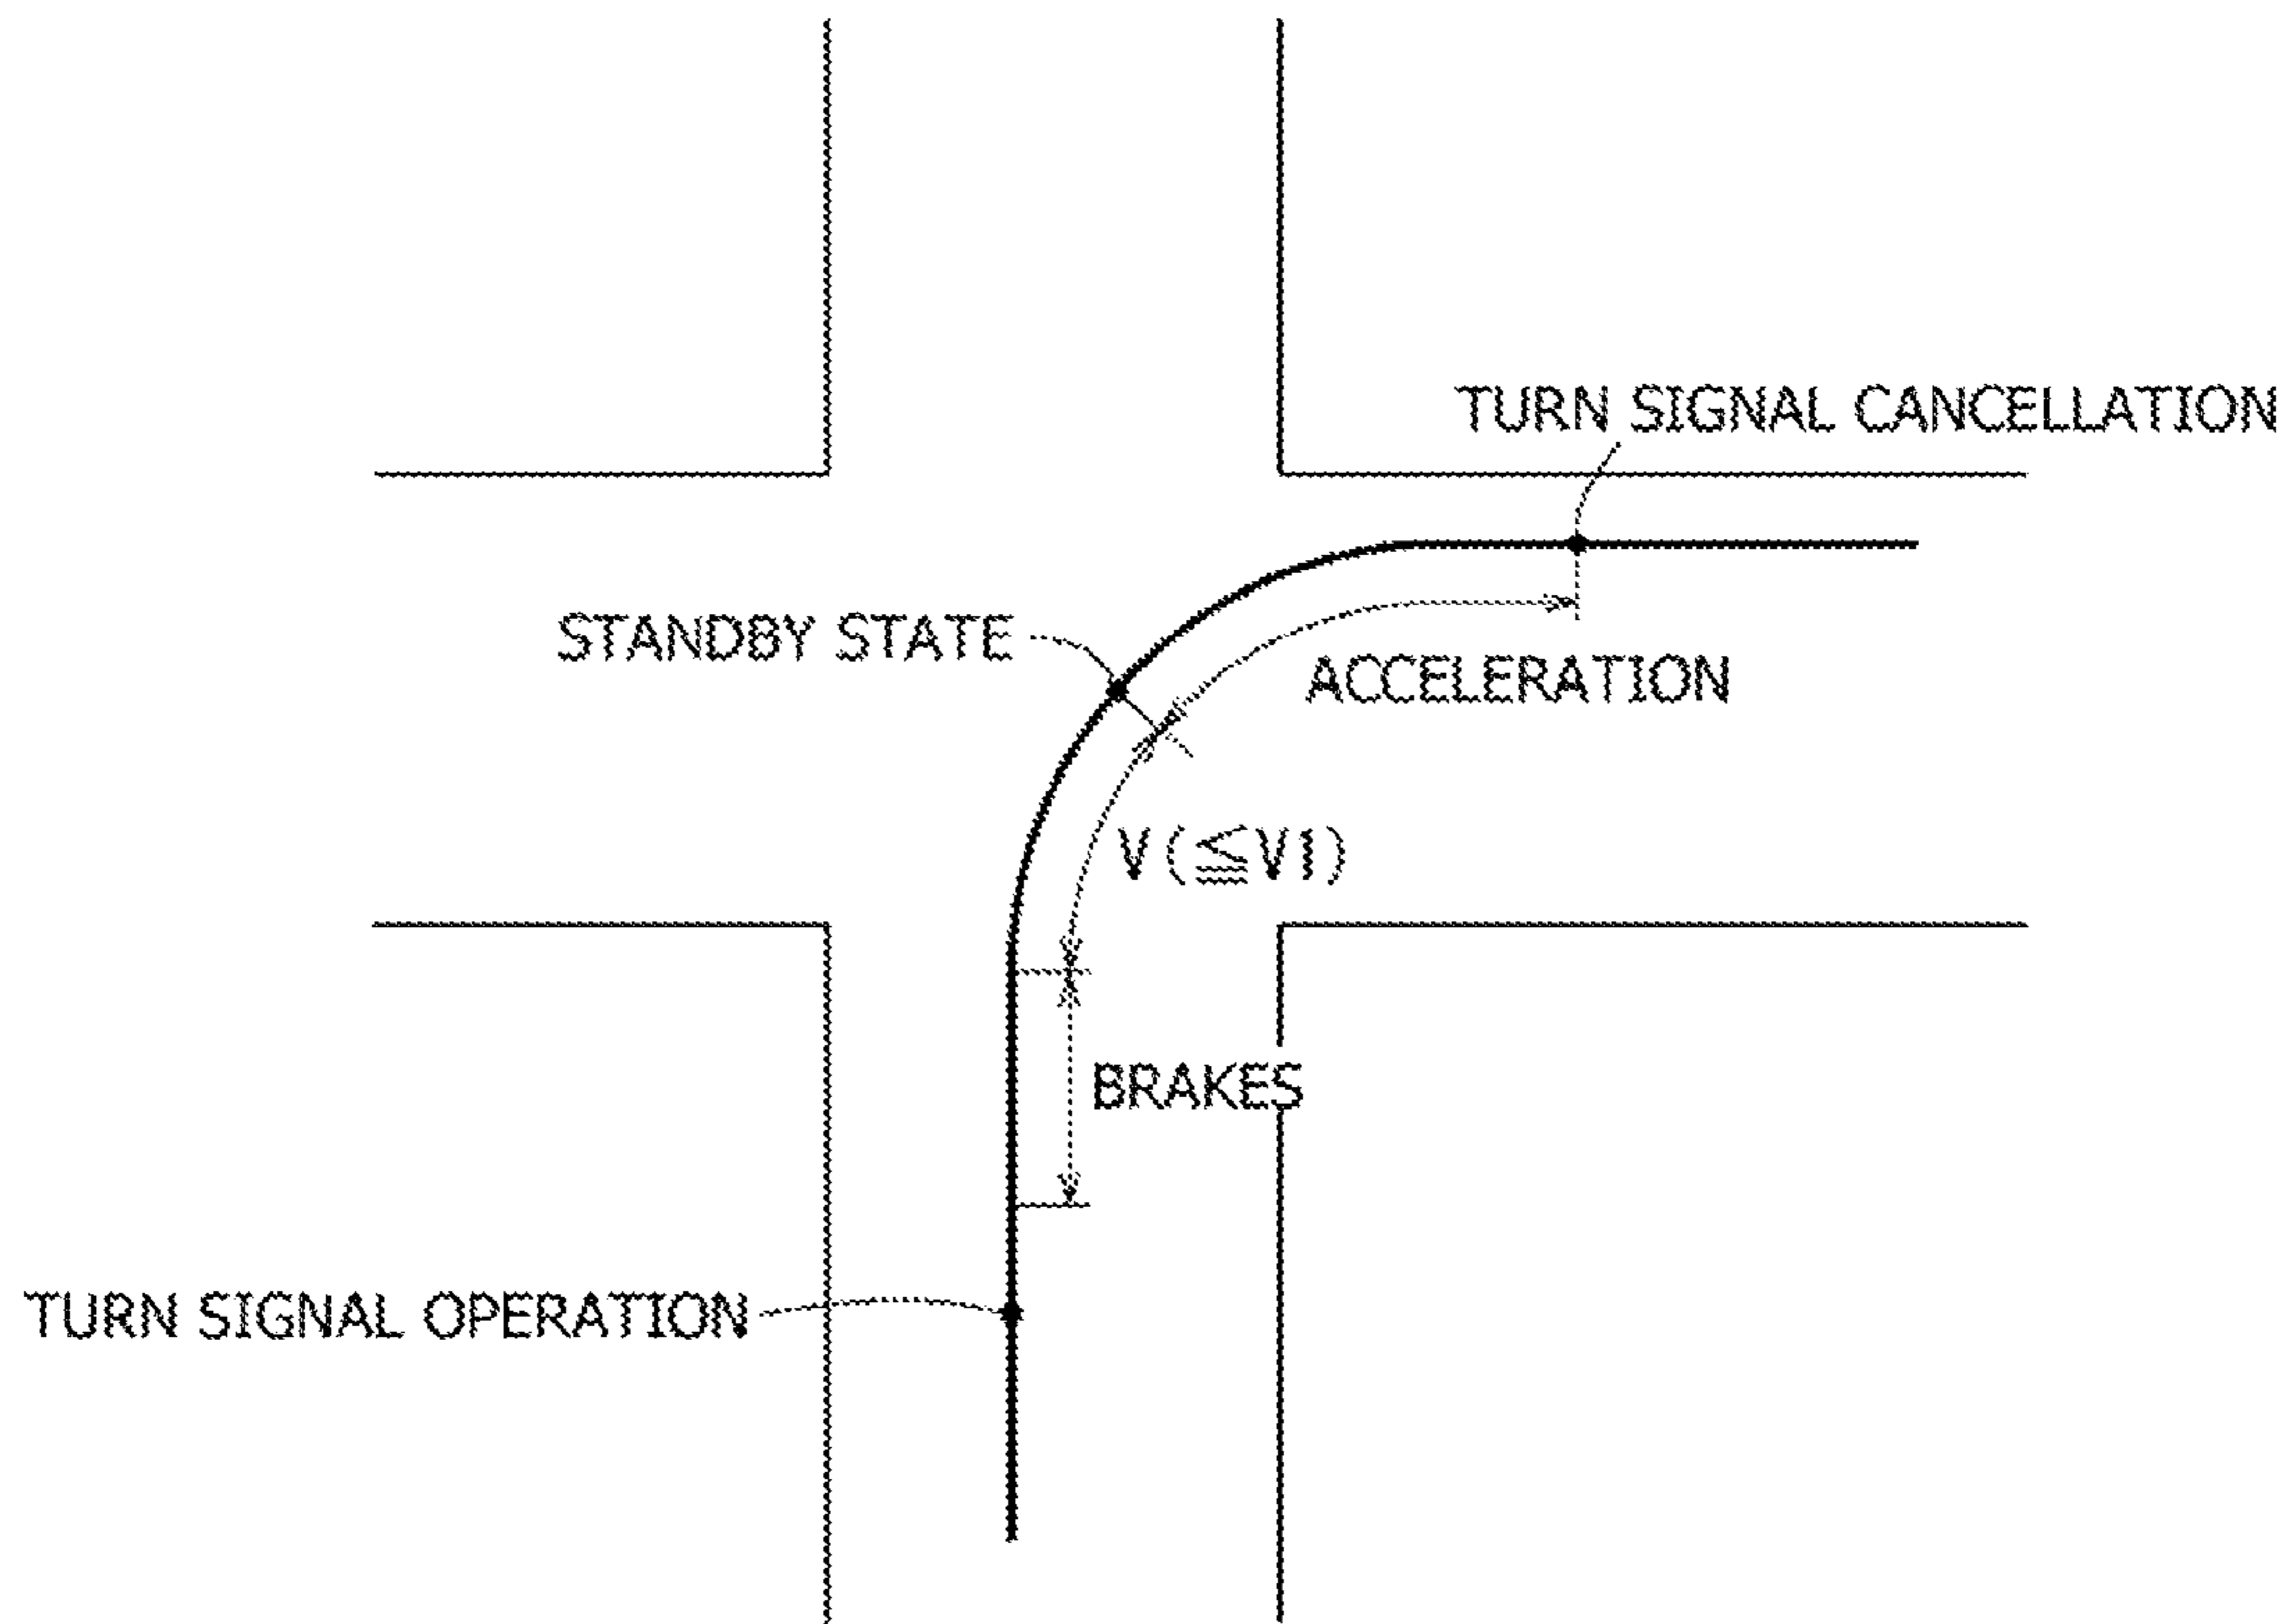 TURN SIGNAL CANCELLATION
STANDBY STATE
ACCELERATION
V(≦V1)
BRAKES
TURN SIGNAL OPERATION